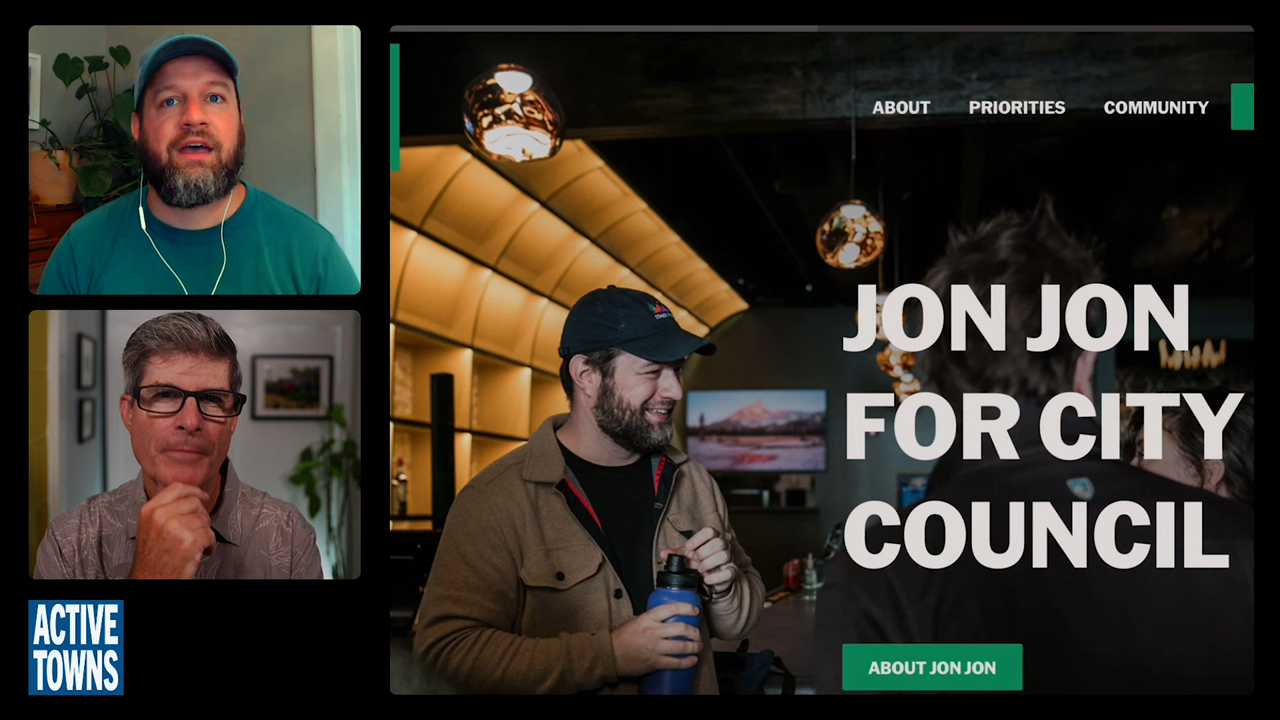 ABOUT PRIORITIES COMMUNITY
JON JON
FOR CITY
COUNCIL
ABOUT JON JON
ACTIVE
TOWNS